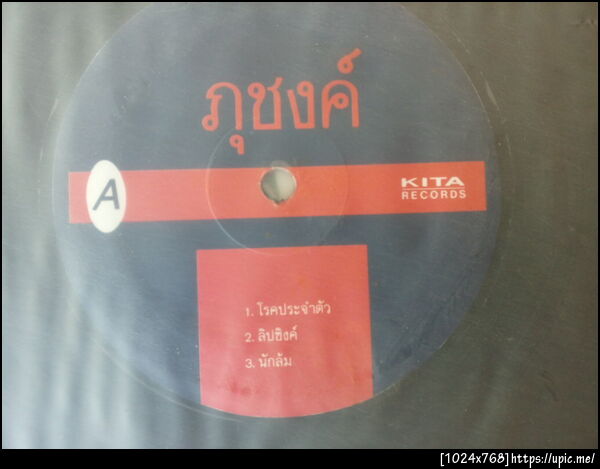 ภุชงค์
A
KITA
RECORDS
1. โรคประจำตัว
2. ลิปซิงค์
3. นักล้ม
[1024x768]https://upic.me/